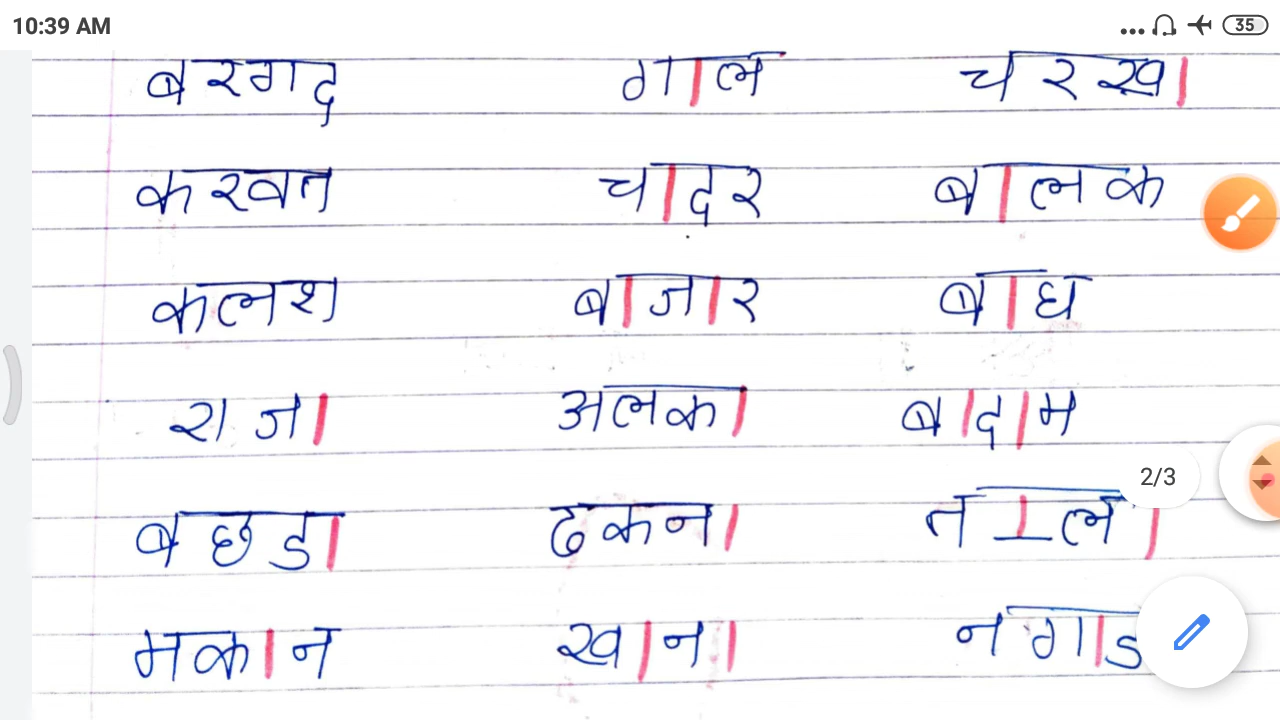 10:39 AM 35
बरगद गाल चरखा
करवत चादर बालक
कलश बाजार बाघ
राजा अलका बादाम
2/3
बछडा ढकना ताला
मकान खाना नगाड